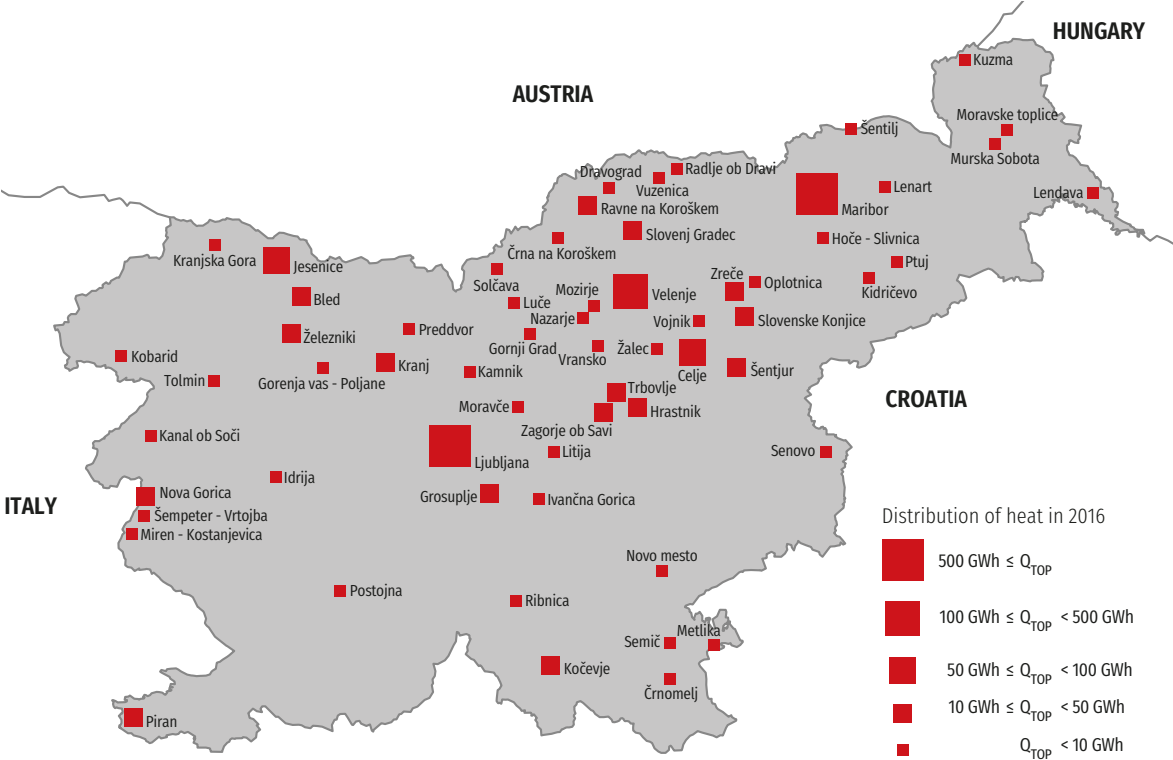 HUNGARY
Kuzma
AUSTRIA
Moravske toplice
Šentilj
Murska Sobota
Dravograd
Radlje ob Dravi
Vuzenica
Lenart
Lendava
Ravne na Koroškem
Maribor
Slovenj Gradec
Hoče - Slivnica
Črna na Koroškem
Kranjska Gora
Jesenice
Ptuj
Solčava
Zreče
Oplotnica
Kidričevo
Mozirje
Velenje
Bled
Luče
Nazarje
Vojnik
Slovenske Konjice
Preddvor
Železniki
Gornji Grad
Vransko
Žalec
Kobarid
Kranj
Celje
Šentjur
Tolmin
Gorenja vas - Poljane
Kamnik
Trbovlje
CROATIA
Moravče
Hrastnik
Zagorje ob Savi
Kanal ob Soči
Litija
Senovo
Ljubljana
Idrija
Nova Gorica
Grosuplje
Ivančna Gorica
ITALY
Šempeter - Vrtojba
Miren - Kostanjevica
Distribution of heat in 2016
500 GWh ≤ QTOP
100 GWh ≤ QTOP < 500 GWh
50 GWh ≤ QTOP < 100 GWh
10 GWh ≤ QTOP < 50 GWh
QTOP < 10 GWh
Novo mesto
Postojna
Ribnica
Metlika
Semič
Kočevje
Črnomelj
Piran